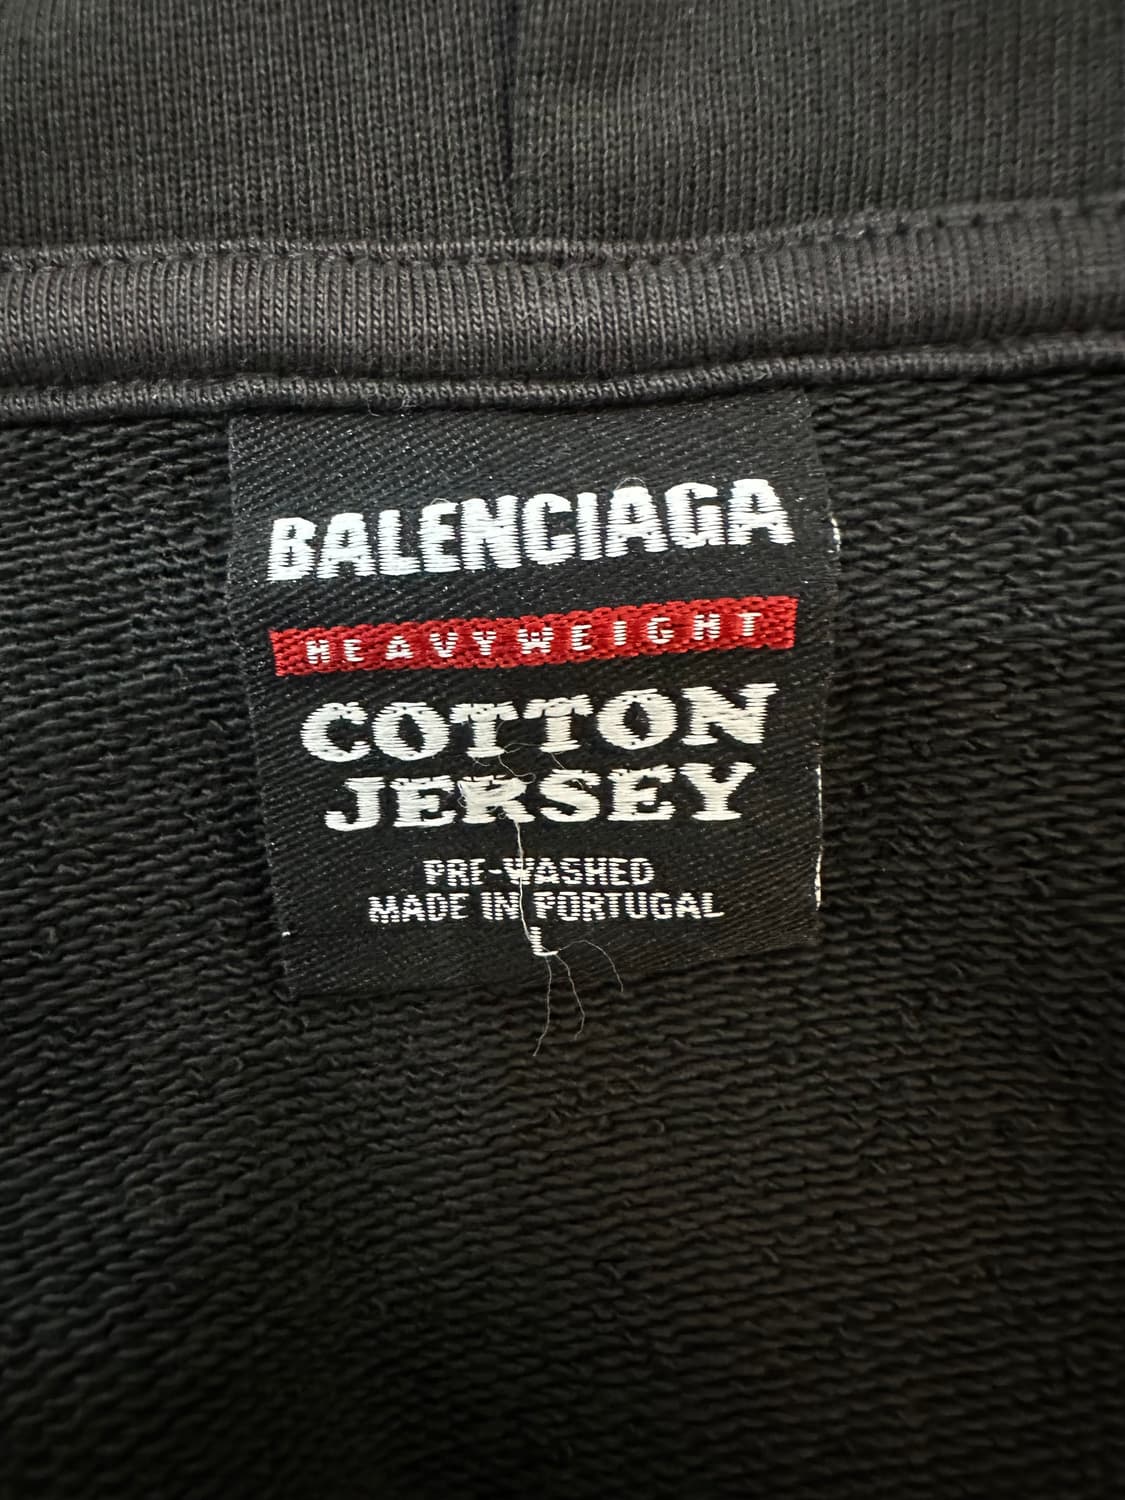 BALENCIAGA
HEAVYWEIGHT
COTTON
JERSEY
PRE-WASHED
MADE IN PORTUGAL
L